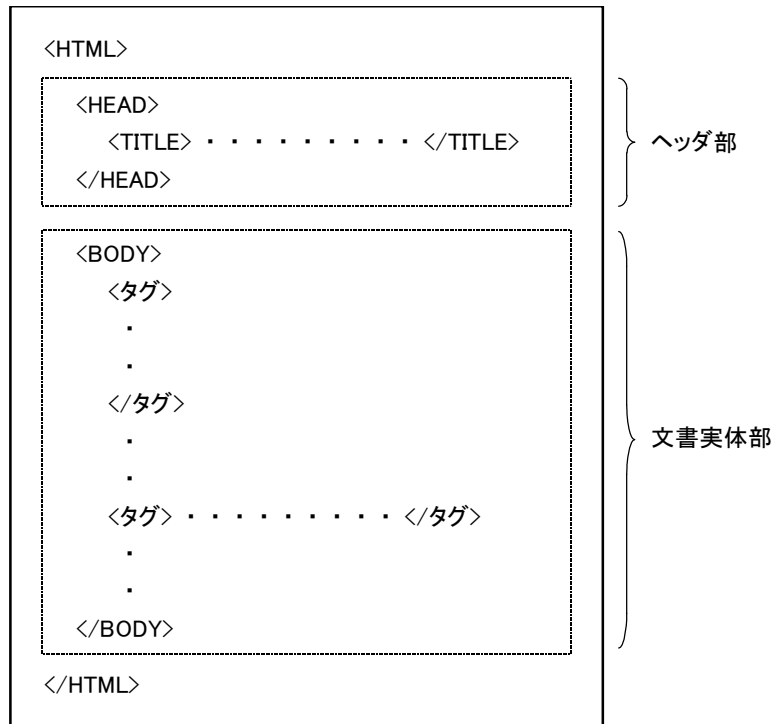 <HTML>
<HEAD>
<TITLE>・・・・・・・・・</TITLE>
</HEAD>
ヘッダ部
<BODY>
<タグ>
・
・
</タグ>
・
・
文書実体部
<タグ>・・・・・・・・・</タグ>
・
・
</BODY>
</HTML>